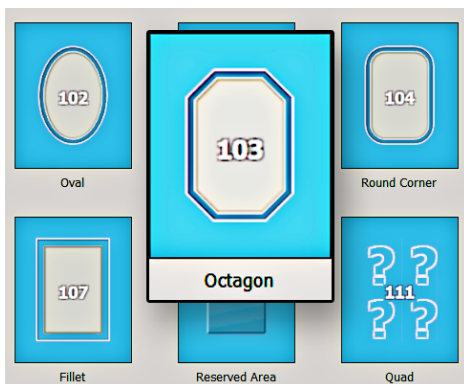 102
103
104
Oval
Round Corner
Octagon
107
? ?
111
? ?
Fillet
Reserved Area
Quad